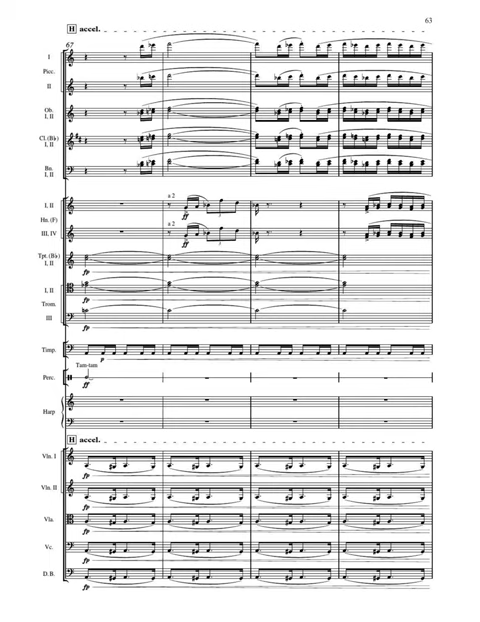 63
H accel.
67
I
Picc.
II
Ob.
I, II
Cl. (B♭)
I, II
Bn.
I, II
a 2
I, II
ff
Hn. (F)
a 2
III, IV
ff
Tpt. (B♭)
I, II
fp
I, II
fp
Trom.
III
fp
Timp.
p
Tam-tam
Perc.
ff
Harp
H accel.
Vln. I
fp
Vln. II
fp
Vla.
fp
Vc.
fp
D.B.
fp